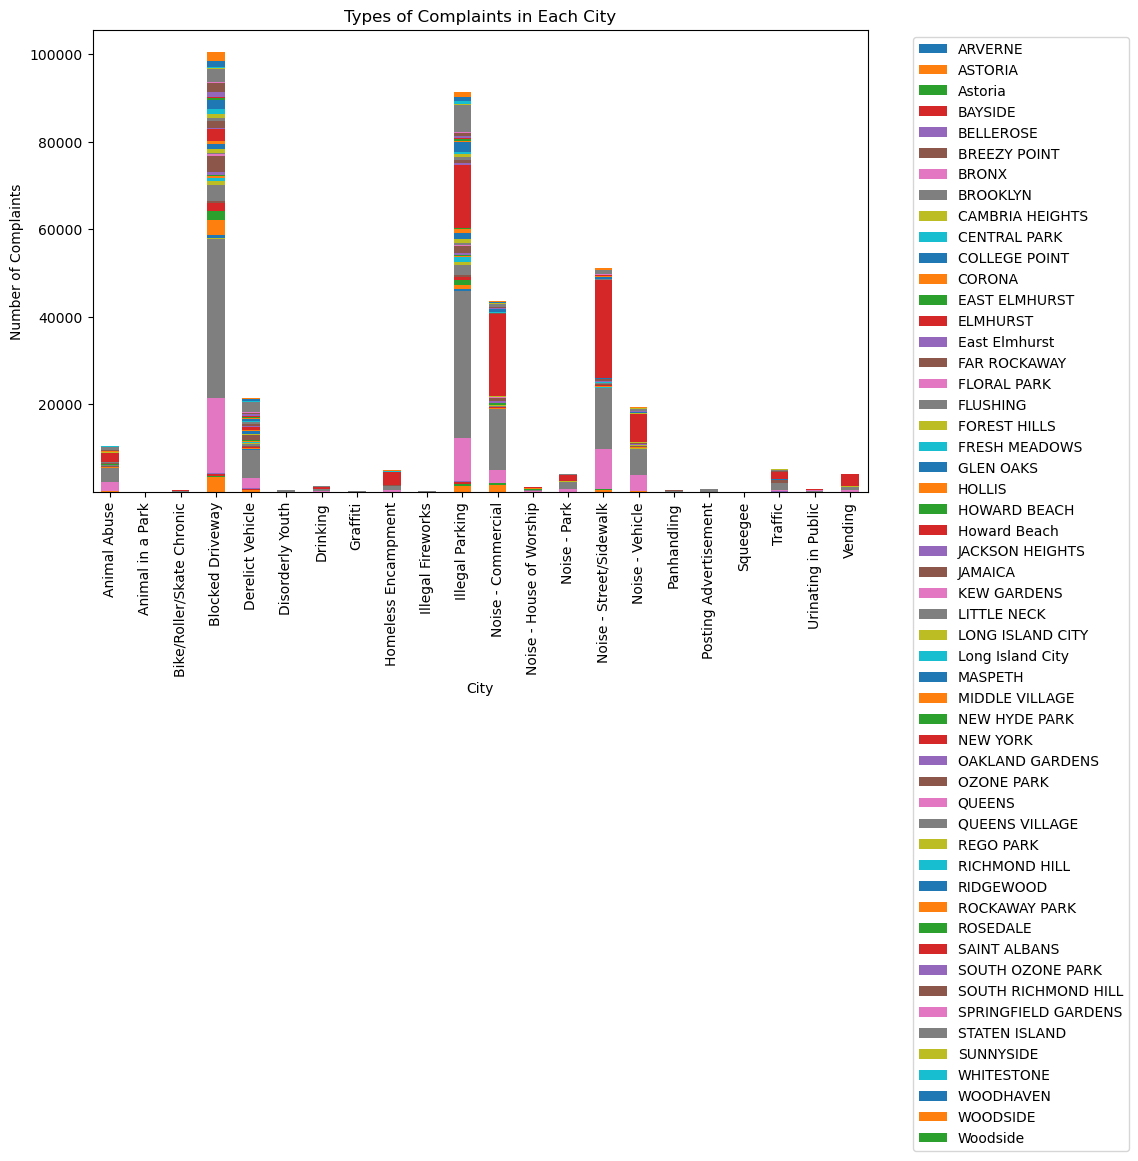 Types of Complaints in Each City
Number of Complaints
100000
80000
60000
40000
20000
Animal Abuse
Animal in a Park
Bike/Roller/Skate Chronic
Blocked Driveway
Derelict Vehicle
Disorderly Youth
Drinking
Graffiti
Homeless Encampment
Illegal Fireworks
Illegal Parking
Noise - Commercial
Noise - House of Worship
Noise - Park
Noise - Street/Sidewalk
Noise - Vehicle
Panhandling
Posting Advertisement
Squeegee
Traffic
Urinating in Public
Vending
City
ARVERNE
ASTORIA
Astoria
BAYSIDE
BELLEROSE
BREEZY POINT
BRONX
BROOKLYN
CAMBRIA HEIGHTS
CENTRAL PARK
COLLEGE POINT
CORONA
EAST ELMHURST
ELMHURST
East Elmhurst
FAR ROCKAWAY
FLORAL PARK
FLUSHING
FOREST HILLS
FRESH MEADOWS
GLEN OAKS
HOLLIS
HOWARD BEACH
Howard Beach
JACKSON HEIGHTS
JAMAICA
KEW GARDENS
LITTLE NECK
LONG ISLAND CITY
Long Island City
MASPETH
MIDDLE VILLAGE
NEW HYDE PARK
NEW YORK
OAKLAND GARDENS
OZONE PARK
QUEENS
QUEENS VILLAGE
REGO PARK
RICHMOND HILL
RIDGEWOOD
ROCKAWAY PARK
ROSEDALE
SAINT ALBANS
SOUTH OZONE PARK
SOUTH RICHMOND HILL
SPRINGFIELD GARDENS
STATEN ISLAND
SUNNYSIDE
WHITESTONE
WOODHAVEN
WOODSIDE
Woodside